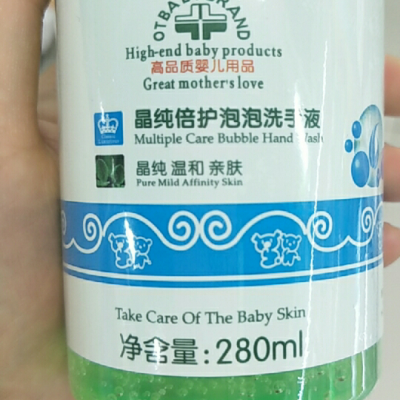 High-end baby products
高品质婴儿用品
Great mother's love
晶纯倍护泡泡洗手液
Multiple Care Bubble Hand Wash
晶纯 温和 亲肤
Pure Mild Affinity Skin
Take Care Of The Baby Skin
净含量: 280ml